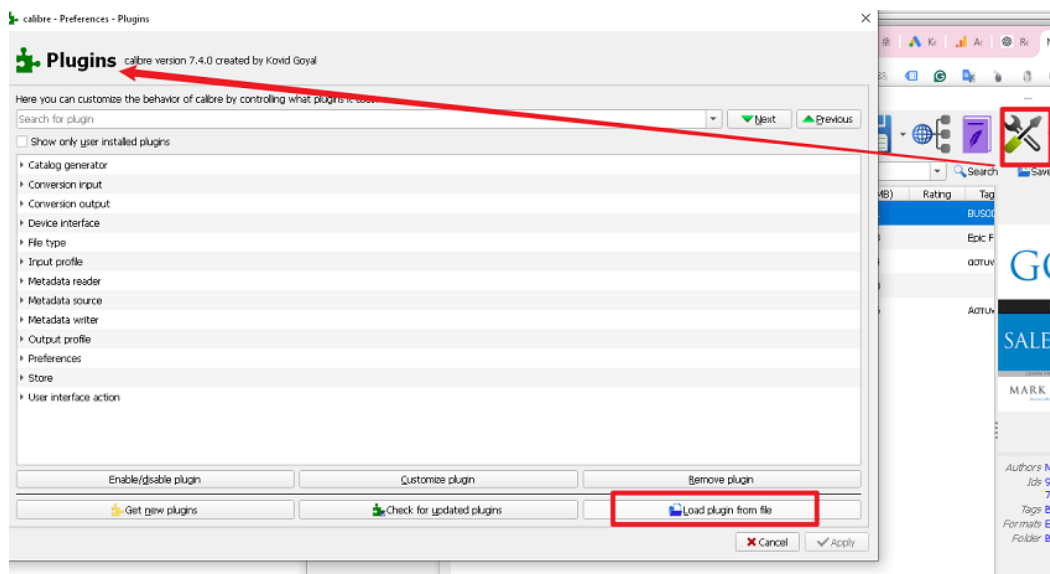 calibre - Preferences - Plugins
Plugins calibre version 7.4.0 created by Kovid Goyal
Here you can customize the behavior of calibre by controlling what plugins it
Search for plugin
Next
Previous
Show only user installed plugins
Catalog generator
Conversion input
Conversion output
Device interface
File type
Input profile
Metadata reader
Metadata source
Metadata writer
Output profile
Preferences
Store
User interface action
Enable/disable plugin
Customize plugin
Remove plugin
Get new plugins
Check for updated plugins
Load plugin from file
Cancel
Apply
Search
Save
MB)
Rating
Tag
Epic F
SALE
MARK
Authors
Ids
Tags
Formats
Folder